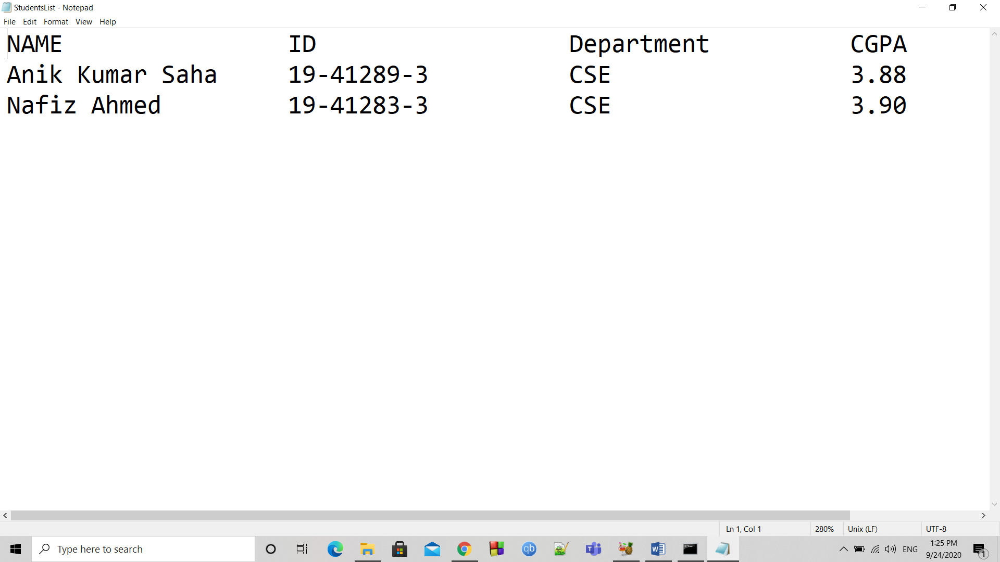 StudentsList - Notepad
File Edit Format View Help
NAME ID Department CGPA
Anik Kumar Saha 19-41289-3 CSE 3.88
Nafiz Ahmed 19-41283-3 CSE 3.90
Ln 1, Col 1 280% Unix (LF) UTF-8
Type here to search qb ENG 1:25 PM
9/24/2020 1